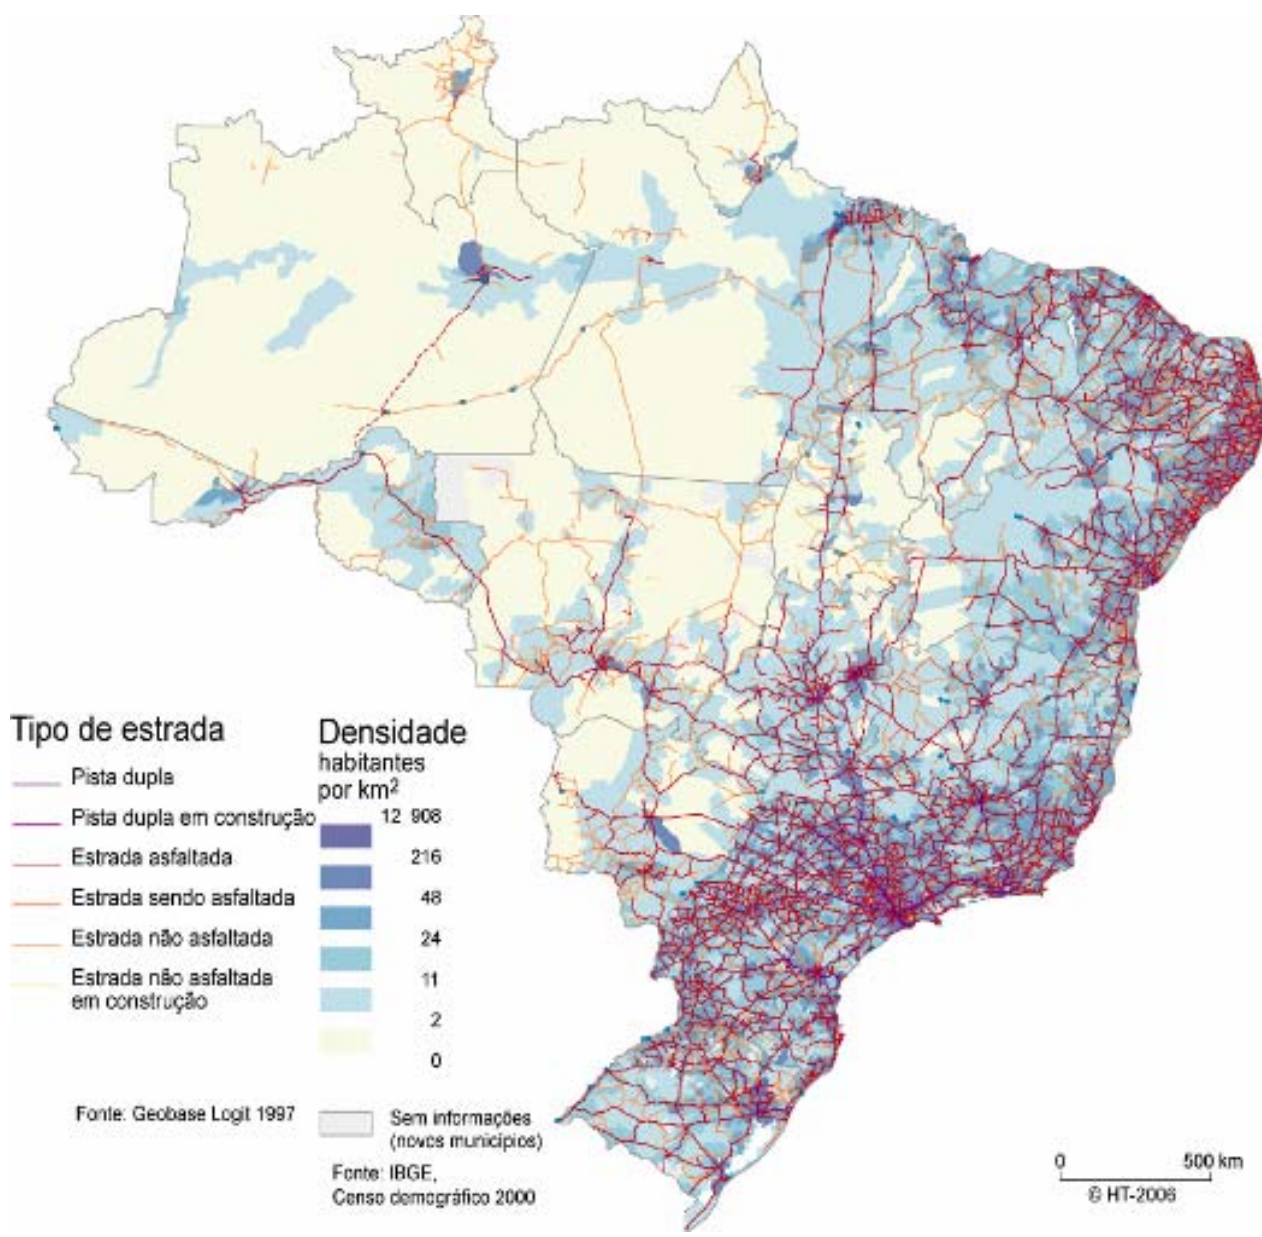 Tipo de estrada
Pista dupla
Pista dupla em construção
Estrada asfaltada
Estrada sendo asfaltada
Estrada não asfaltada
Estrada não asfaltada
em construção
Fonte: Geobase Logit 1997
Densidade
habitantes
por km2
12 908
216
48
24
11
2
0
Sem informações
(novos municípios)
Fonte: IBGE,
Censo demográfico 2000
0 500 km
© HT-2006